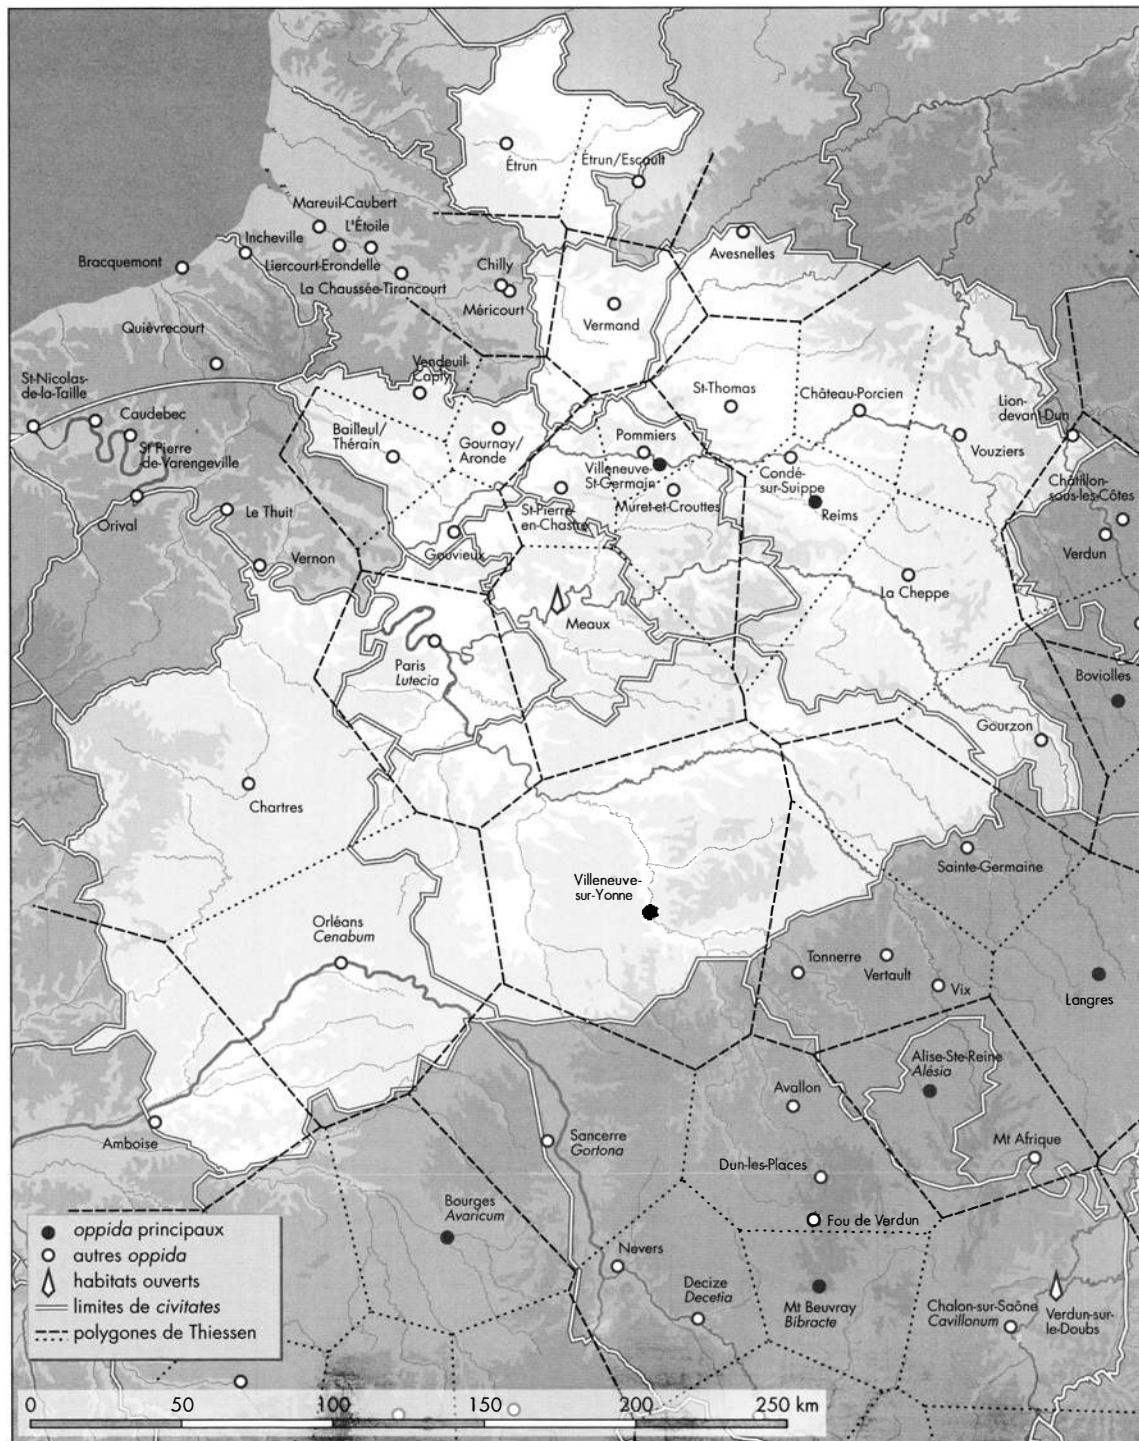 Étrun
Étrun/Escault
Mareuil-Caubert
L'Étoile
Incheville
Avesnelles
Bracquemont
Liercourt-Erondelle
Chilly
La Chaussée-Tirancourt
Méricourt
Vermand
Quièvrecourt
Vendeuil-
Caply
St-Nicolas-
de-la-Taille
St-Thomas
Château-Porcien
Lion-
devant-Dun
Caudebec
Bailleul/
Thérain
Gournay/
Aronde
Pommiers
St Pierre
de-Varengeville
Vouziers
Villeneuve-
St-Germain
Condé-
sur-Suippe
Châtillon-
sous-les-Côtes
Orival
Le Thuit
St-Pierre-
en-Chastre
Muret-et-Crouttes
Reims
Verdun
Vernon
Gouvieux
La Cheppe
Meaux
Paris
Lutecia
Boviolles
Gourzon
Chartres
Sainte-Germaine
Villeneuve-
sur-Yonne
Orléans
Cenabum
Tonnerre
Vertault
Vix
Langres
Alise-Ste-Reine
Alésia
Avallon
Amboise
Sancerre
Gortona
Mt Afrique
Dun-les-Places
Bourges
Avaricum
Fou de Verdun
Nevers
Decize
Decetia
Mt Beuvray
Bibracte
Chalon-sur-Saône
Cavillonum
Verdun-sur-
le-Doubs
oppida principaux
autres oppida
habitats ouverts
limites de civitates
polygones de Thiessen
0 50 100 150 200 250 km